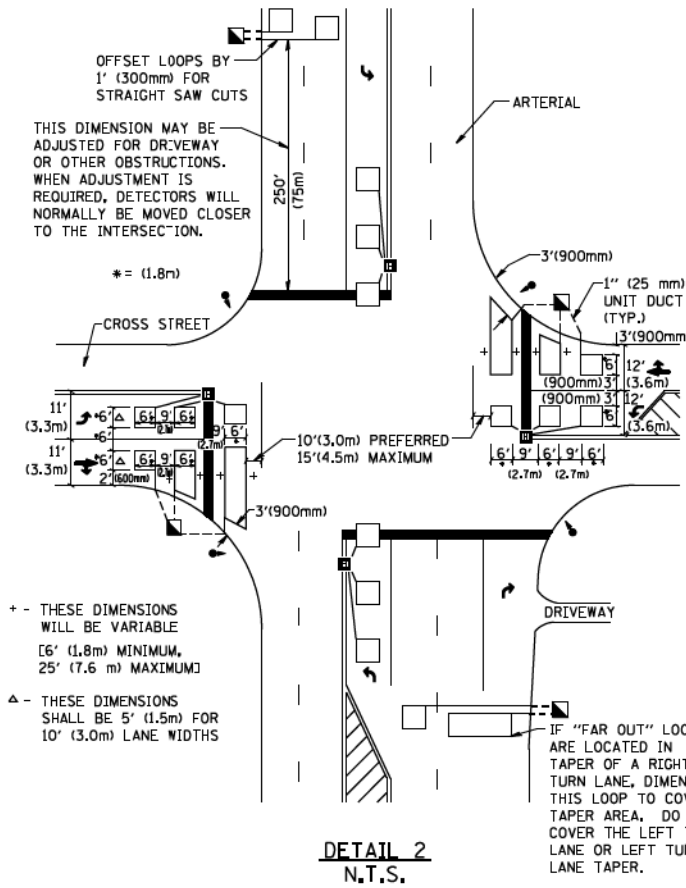 OFFSET LOOPS BY
1' (300mm) FOR
STRAIGHT SAW CUTS
THIS DIMENSION MAY BE
ADJUSTED FOR DRIVEWAY
OR OTHER OBSTRUCTIONS.
WHEN ADJUSTMENT IS
REQUIRED, DETECTORS WILL
NORMALLY BE MOVED CLOSER
TO THE INTERSECTION.
* = (1.8m)
250'
(75m)
ARTERIAL
3'(900mm)
1" (25 mm)
UNIT DUCT
(TYP.)
3'(900mm
CROSS STREET
6'
12'
(3.6m)
(900mm) 3'
(900mm) 3'
12'
6'
(3.6m)
6' 9' 6' 9' 6'
(2.7m) (2.7m)
11'
(3.3m)
11'
(3.3m)
*6'
*6'
*6'
2'
(600mm)
△
△
6' 9' 6'
6' 9' 6'
9' 6'
(2.7m)
10'(3.0m) PREFERRED
15'(4.5m) MAXIMUM
3'(900mm)
+ - THESE DIMENSIONS
WILL BE VARIABLE
[6' (1.8m) MINIMUM,
25' (7.6 m) MAXIMUM]
△ - THESE DIMENSIONS
SHALL BE 5' (1.5m) FOR
10' (3.0m) LANE WIDTHS
DRIVEWAY
IF "FAR OUT" LOO
ARE LOCATED IN
TAPER OF A RIGHT
TURN LANE, DIMEN
THIS LOOP TO COV
TAPER AREA. DO
COVER THE LEFT T
LANE OR LEFT TU
LANE TAPER.
DETAIL 2
N.T.S.